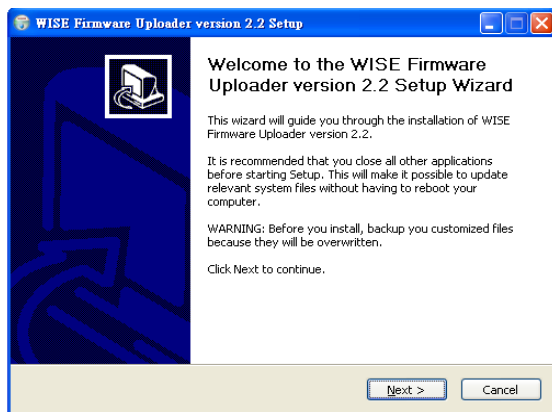 WISE Firmware Uploader version 2.2 Setup
Welcome to the WISE Firmware
Uploader version 2.2 Setup Wizard
This wizard will guide you through the installation of WISE
Firmware Uploader version 2.2.
It is recommended that you close all other applications
before starting Setup. This will make it possible to update
relevant system files without having to reboot your
computer.
WARNING: Before you install, backup you customized files
because they will be overwritten.
Click Next to continue.
Next >
Cancel